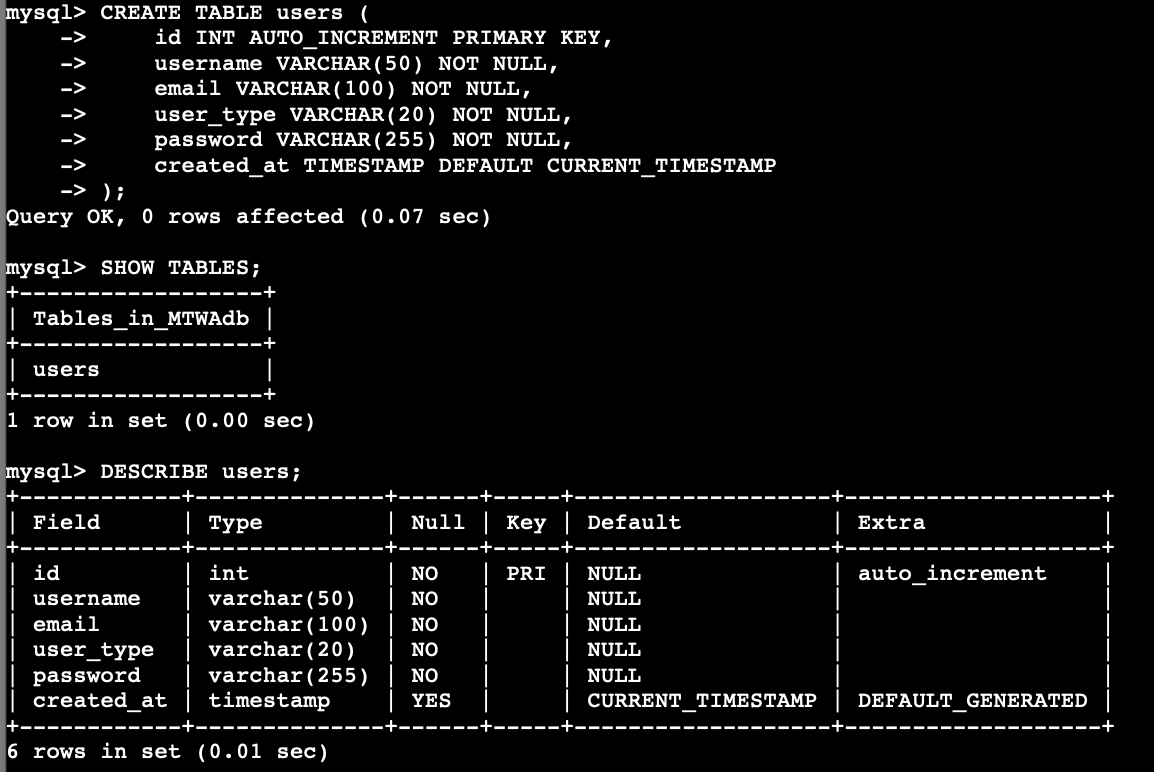 mysql> CREATE TABLE users (
    ->     id INT AUTO_INCREMENT PRIMARY KEY,
    ->     username VARCHAR(50) NOT NULL,
    ->     email VARCHAR(100) NOT NULL,
    ->     user_type VARCHAR(20) NOT NULL,
    ->     password VARCHAR(255) NOT NULL,
    ->     created_at TIMESTAMP DEFAULT CURRENT_TIMESTAMP
    -> );
Query OK, 0 rows affected (0.07 sec)

mysql> SHOW TABLES;
+------------------+
| Tables_in_MTWAdb |
+------------------+
| users            |
+------------------+
1 row in set (0.00 sec)

mysql> DESCRIBE users;
+------------+--------------+------+-----+-------------------+-------------------+
| Field      | Type         | Null | Key | Default           | Extra             |
+------------+--------------+------+-----+-------------------+-------------------+
| id         | int          | NO   | PRI | NULL              | auto_increment    |
| username   | varchar(50)  | NO   |     | NULL              |                   |
| email      | varchar(100) | NO   |     | NULL              |                   |
| user_type  | varchar(20)  | NO   |     | NULL              |                   |
| password   | varchar(255) | NO   |     | NULL              |                   |
| created_at | timestamp    | YES  |     | CURRENT_TIMESTAMP | DEFAULT_GENERATED |
+------------+--------------+------+-----+-------------------+-------------------+
6 rows in set (0.01 sec)